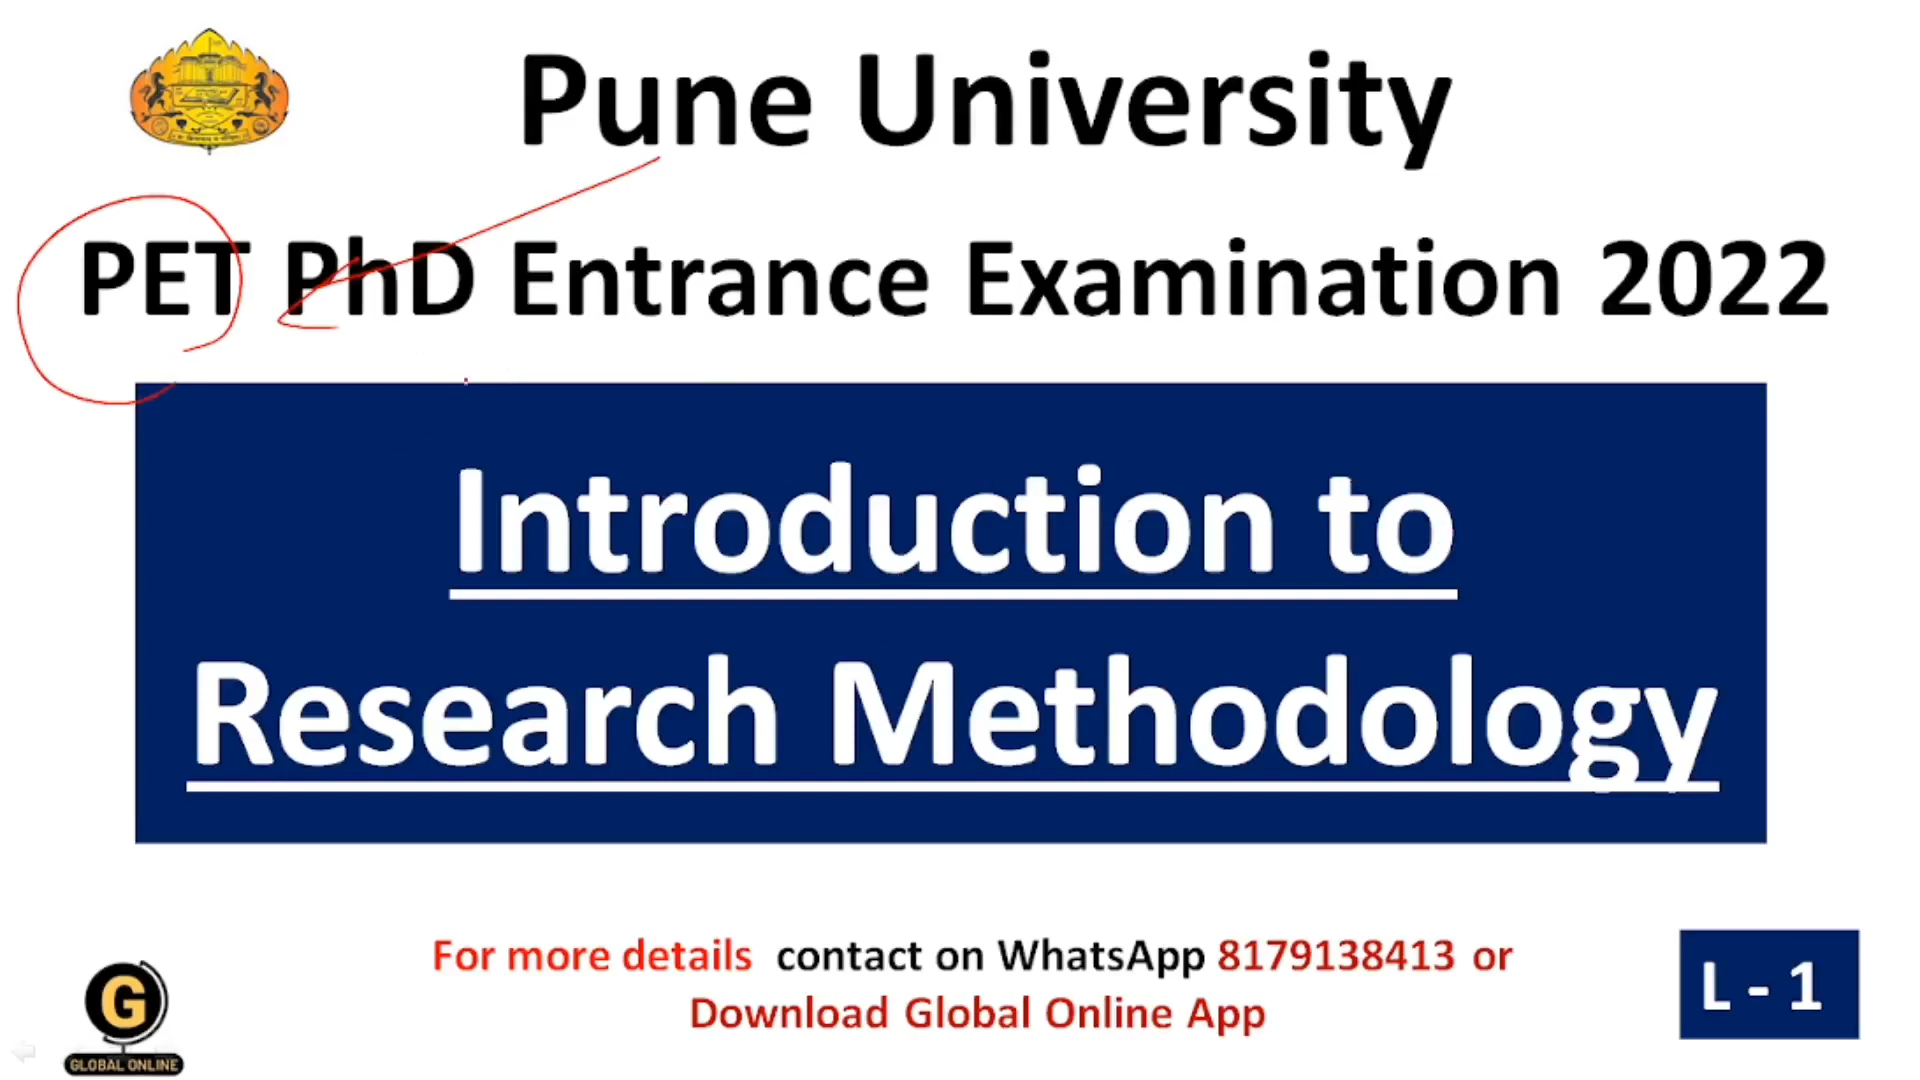 Pune University
PET PhD Entrance Examination 2022
Introduction to
Research Methodology
For more details contact on WhatsApp 8179138413 or
Download Global Online App
L - 1
G
GLOBAL ONLINE